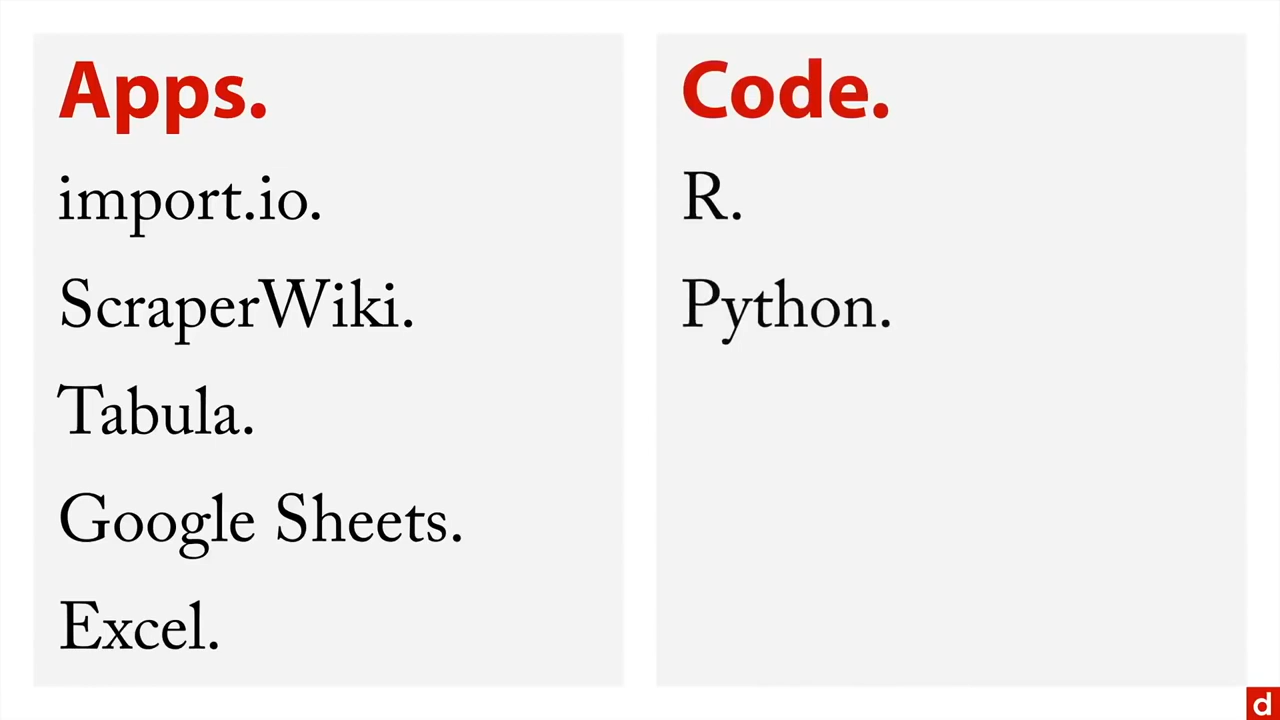 Apps.
import.io.
ScraperWiki.
Tabula.
Google Sheets.
Excel.
Code.
R.
Python.
d